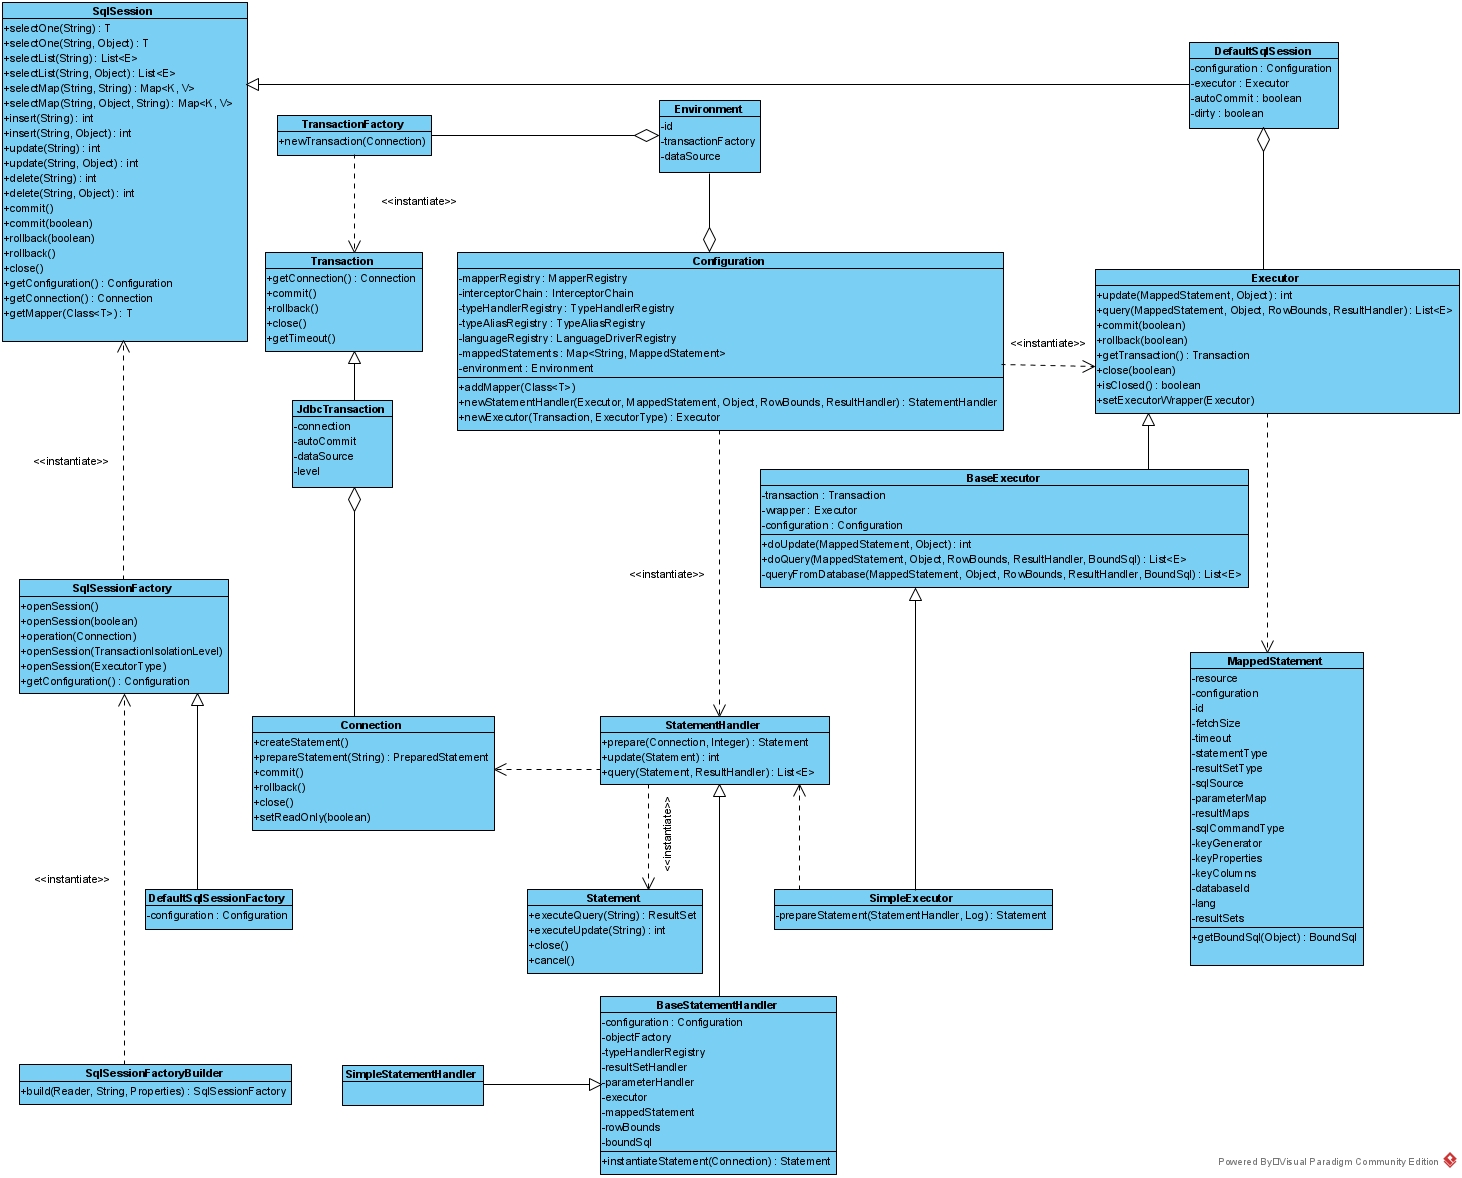 SqlSession
+selectOne(String) : T
+selectOne(String, Object) : T
+selectList(String) : List<E>
+selectList(String, Object) : List<E>
+selectMap(String, String) : Map<K, V>
+selectMap(String, Object, String) : Map<K, V>
+insert(String) : int
+insert(String, Object) : int
+update(String) : int
+update(String, Object) : int
+delete(String) : int
+delete(String, Object) : int
+commit()
+commit(boolean)
+rollback(boolean)
+rollback()
+close()
+getConfiguration() : Configuration
+getConnection() : Connection
+getMapper(Class<T>) : T
DefaultSqlSession
-configuration : Configuration
-executor : Executor
-autoCommit : boolean
-dirty : boolean
TransactionFactory
+newTransaction(Connection)
Environment
-id
-transactionFactory
-dataSource
<<instantiate>>
Transaction
+getConnection() : Connection
+commit()
+rollback()
+close()
+getTimeout()
Configuration
-mapperRegistry : MapperRegistry
-interceptorChain : InterceptorChain
-typeHandlerRegistry : TypeHandlerRegistry
-typeAliasRegistry : TypeAliasRegistry
-languageRegistry : LanguageDriverRegistry
-mappedStatements : Map<String, MappedStatement>
-environment : Environment
+addMapper(Class<T>)
+newStatementHandler(Executor, MappedStatement, Object, RowBounds, ResultHandler) : StatementHandler
+newExecutor(Transaction, ExecutorType) : Executor
<<instantiate>>
Executor
+update(MappedStatement, Object) : int
+query(MappedStatement, Object, RowBounds, ResultHandler) : List<E>
+commit(boolean)
+rollback(boolean)
+getTransaction() : Transaction
+close(boolean)
+isClosed() : boolean
+setExecutorWrapper(Executor)
JdbcTransaction
-connection
-autoCommit
-dataSource
-level
<<instantiate>>
BaseExecutor
-transaction : Transaction
-wrapper : Executor
-configuration : Configuration
+doUpdate(MappedStatement, Object) : int
+doQuery(MappedStatement, Object, RowBounds, ResultHandler, BoundSql) : List<E>
-queryFromDatabase(MappedStatement, Object, RowBounds, ResultHandler, BoundSql) : List<E>
<<instantiate>>
SqlSessionFactory
+openSession()
+openSession(boolean)
+operation(Connection)
+openSession(TransactionIsolationLevel)
+openSession(ExecutorType)
+getConfiguration() : Configuration
MappedStatement
-resource
-configuration
-id
-fetchSize
-timeout
-statementType
-resultSetType
-sqlSource
-parameterMap
-resultMaps
-sqlCommandType
-keyGenerator
-keyProperties
-keyColumns
-databaseId
-lang
-resultSets
+getBoundSql(Object) : BoundSql
Connection
+createStatement()
+prepareStatement(String) : PreparedStatement
+commit()
+rollback()
+close()
+setReadOnly(boolean)
StatementHandler
+prepare(Connection, Integer) : Statement
+update(Statement) : int
+query(Statement, ResultHandler) : List<E>
<<instantiate>>
<<instantiate>>
DefaultSqlSessionFactory
-configuration : Configuration
Statement
+executeQuery(String) : ResultSet
+executeUpdate(String) : int
+close()
+cancel()
SimpleExecutor
-prepareStatement(StatementHandler, Log) : Statement
BaseStatementHandler
-configuration : Configuration
-objectFactory
-typeHandlerRegistry
-resultSetHandler
-parameterHandler
-executor
-mappedStatement
-rowBounds
-boundSql
+instantiateStatement(Connection) : Statement
SqlSessionFactoryBuilder
+build(Reader, String, Properties) : SqlSessionFactory
SimpleStatementHandler
Powered By□Visual Paradigm Community Edition